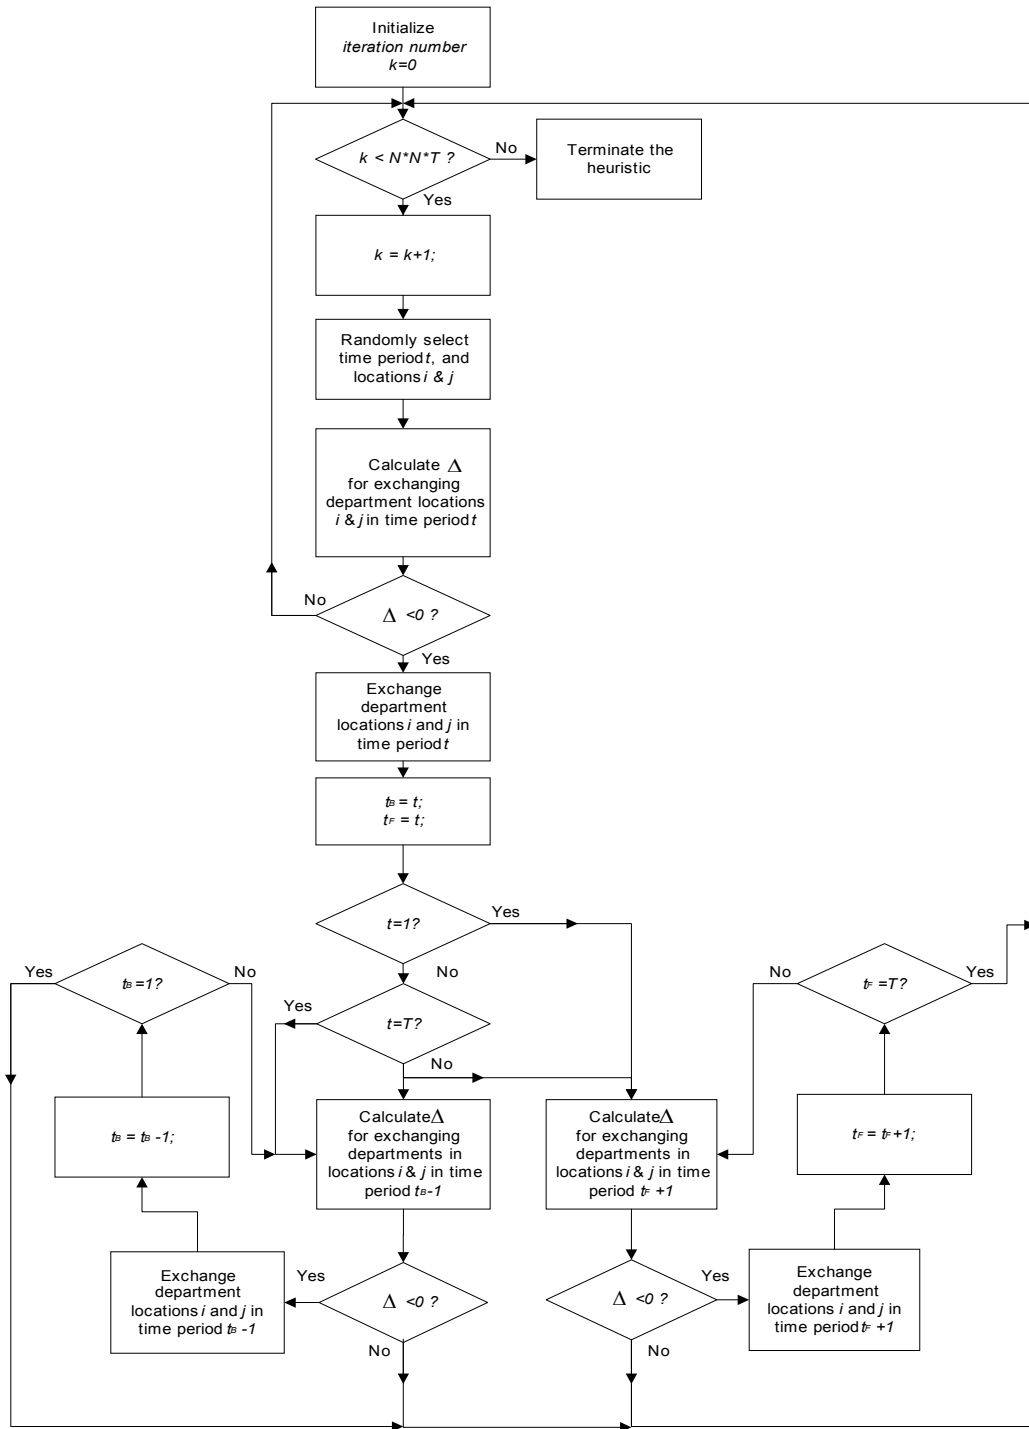 Initialize
iteration number
k=0
k < N*N*T ?
No
Terminate the
heuristic
Yes
k = k+1;
Randomly select
time period t, and
locations i & j
Calculate Δ
for exchanging
department locations
i & j in time period t
No
Δ <0 ?
Yes
Exchange
department
locations i and j in
time period t
tB = t;
tF = t;
t=1?
Yes
No
Yes
tB =1?
No
Yes
t=T?
No
No
tF =T?
Yes
tB = tB -1;
Calculate Δ
for exchanging
departments in
locations i & j in time
period tB-1
Calculate Δ
for exchanging
departments in
locations i & j in time
period tF +1
tF = tF+1;
Exchange
department
locations i and j in
time period tB -1
Yes
Δ <0 ?
No
Δ <0 ?
Yes
No
Exchange
department
locations i and j in
time period tF +1